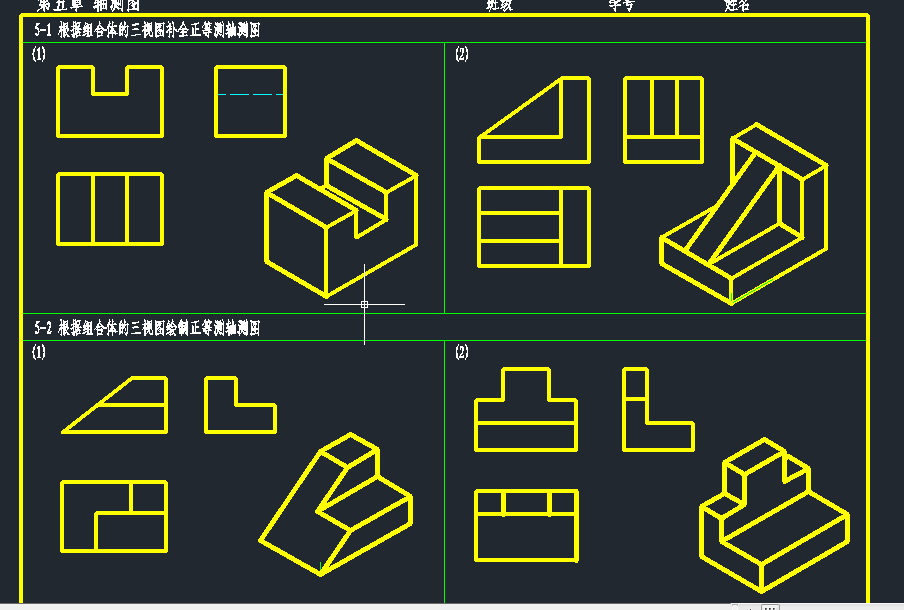 第五章 轴测图 班级 学号 姓名
5-1 根据组合体的三视图补全正等测轴测图
(1)
(2)
5-2 根据组合体的三视图绘制正等测轴测图
(1)
(2)